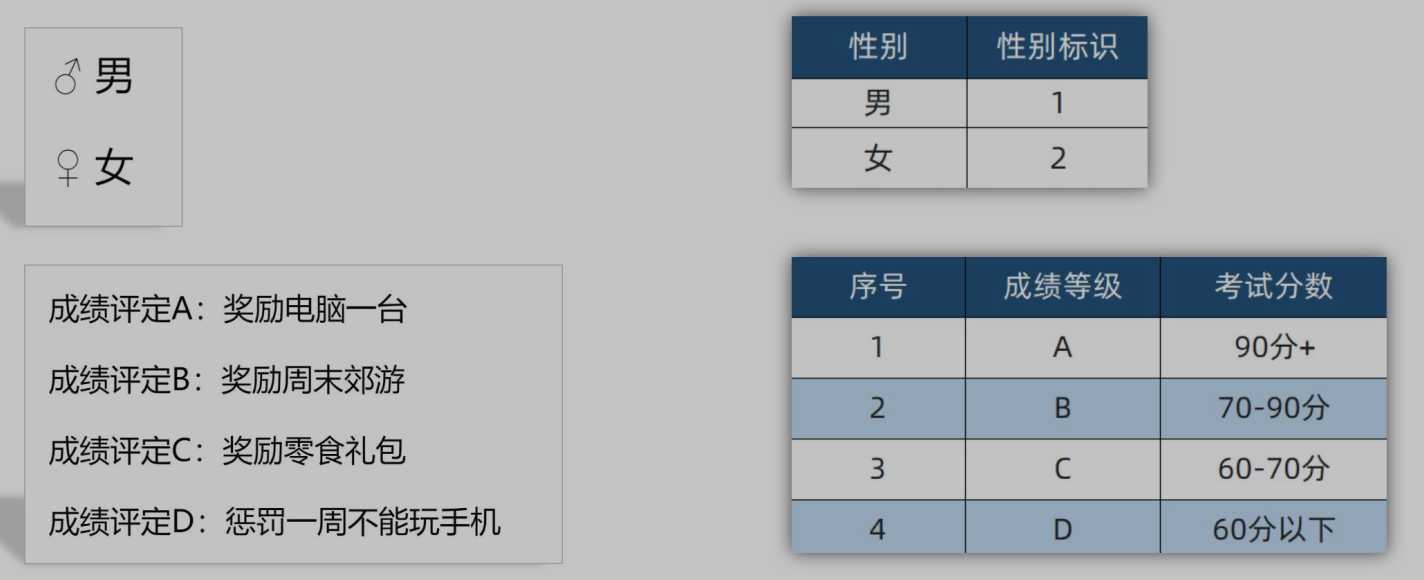 ♂ 男
♀ 女
性别 性别标识
男 1
女 2
成绩评定A：奖励电脑一台
成绩评定B：奖励周末郊游
成绩评定C：奖励零食礼包
成绩评定D：惩罚一周不能玩手机
序号 成绩等级 考试分数
1 A 90分+
2 B 70-90分
3 C 60-70分
4 D 60分以下